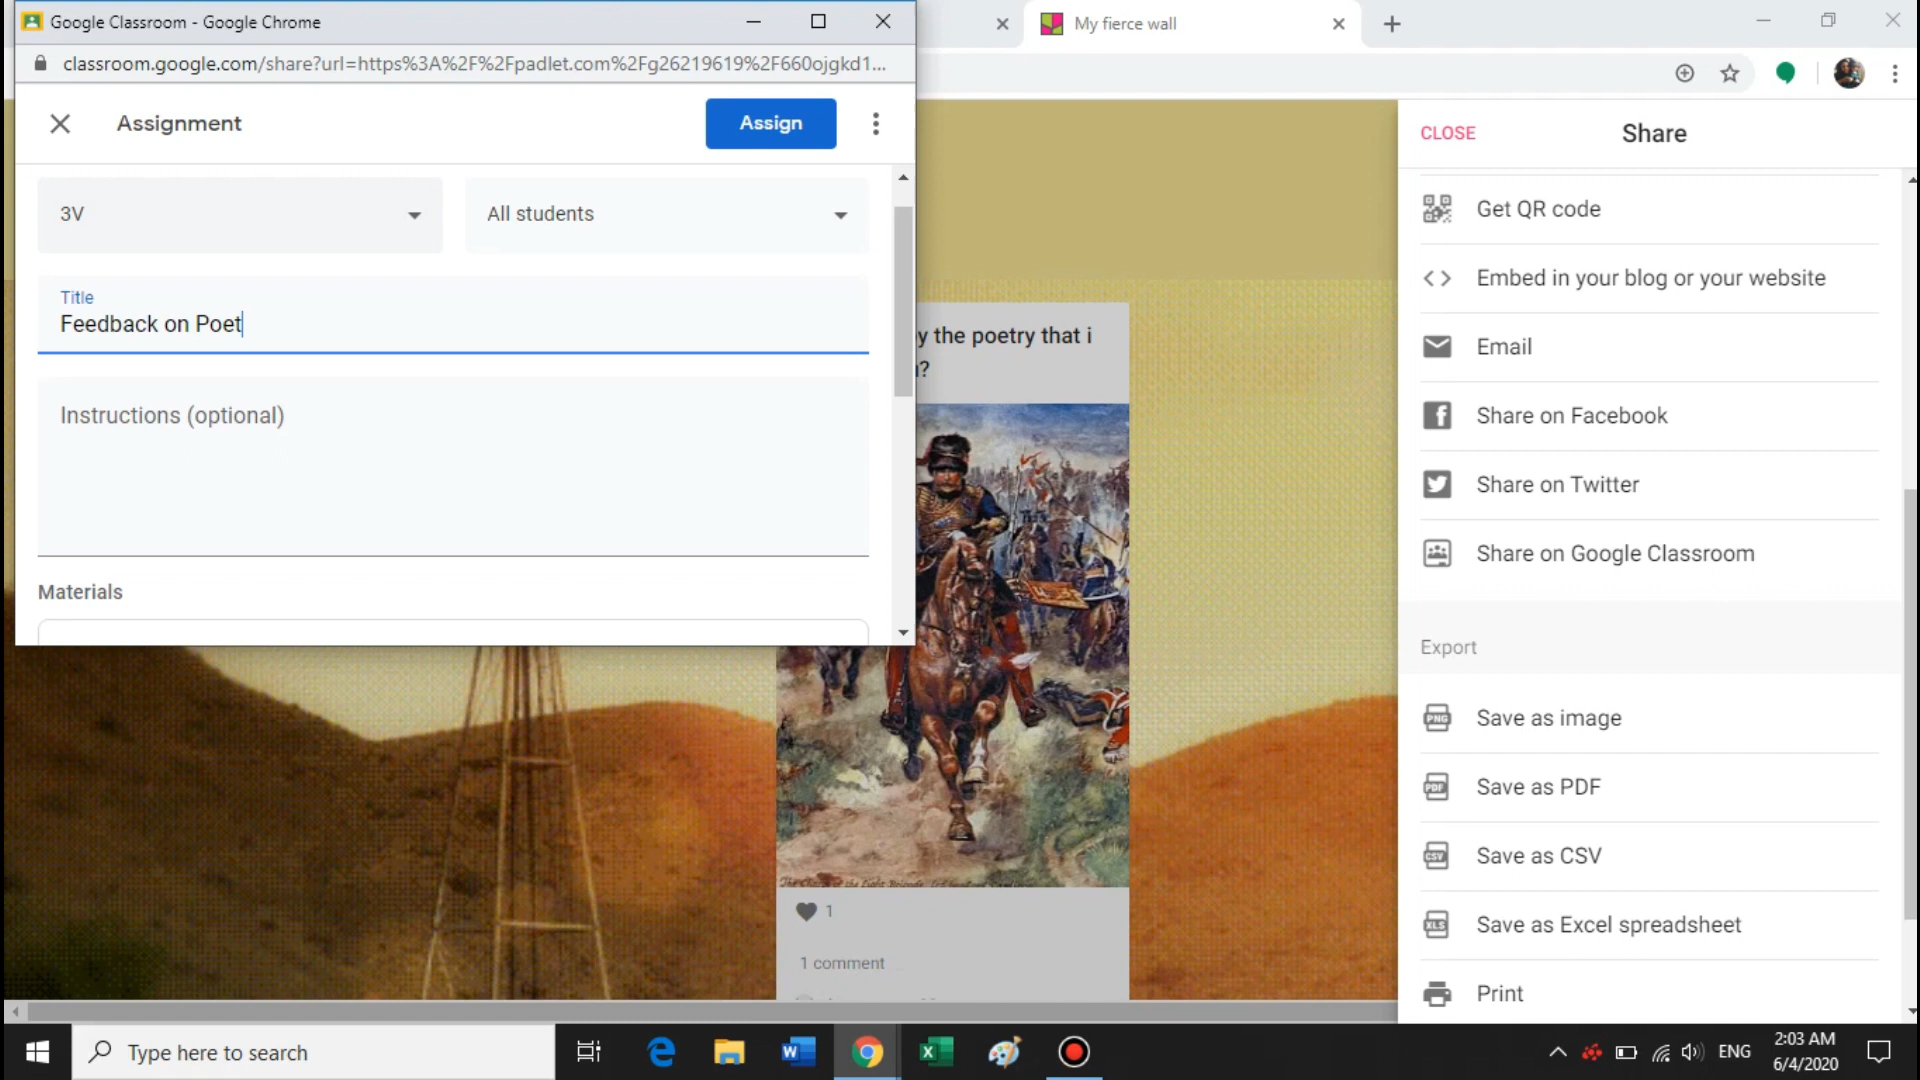 Google Classroom - Google Chrome
My fierce wall
classroom.google.com/share?url=https%3A%2F%2Fpadlet.com%2Fg26219619%2F660ojgkd1...
Assignment
Assign
3V
All students
Title
Feedback on Poet
Instructions (optional)
Materials
y the poetry that i
?
1
1 comment
CLOSE
Share
Get QR code
Embed in your blog or your website
Email
Share on Facebook
Share on Twitter
Share on Google Classroom
Export
PNG
Save as image
PDF
Save as PDF
CSV
Save as CSV
XLS
Save as Excel spreadsheet
Print
Type here to search
ENG
2:03 AM
6/4/2020